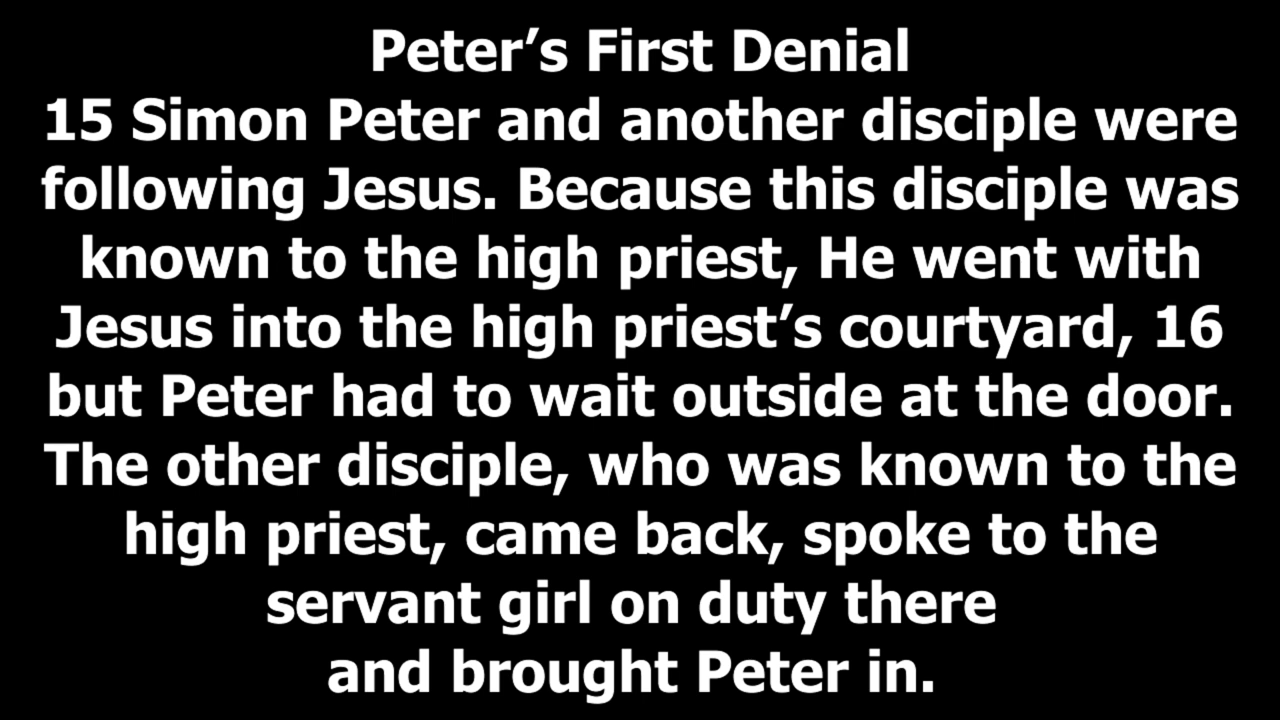 Peter’s First Denial
15 Simon Peter and another disciple were
following Jesus. Because this disciple was
known to the high priest, He went with
Jesus into the high priest’s courtyard, 16
but Peter had to wait outside at the door.
The other disciple, who was known to the
high priest, came back, spoke to the
servant girl on duty there
and brought Peter in.